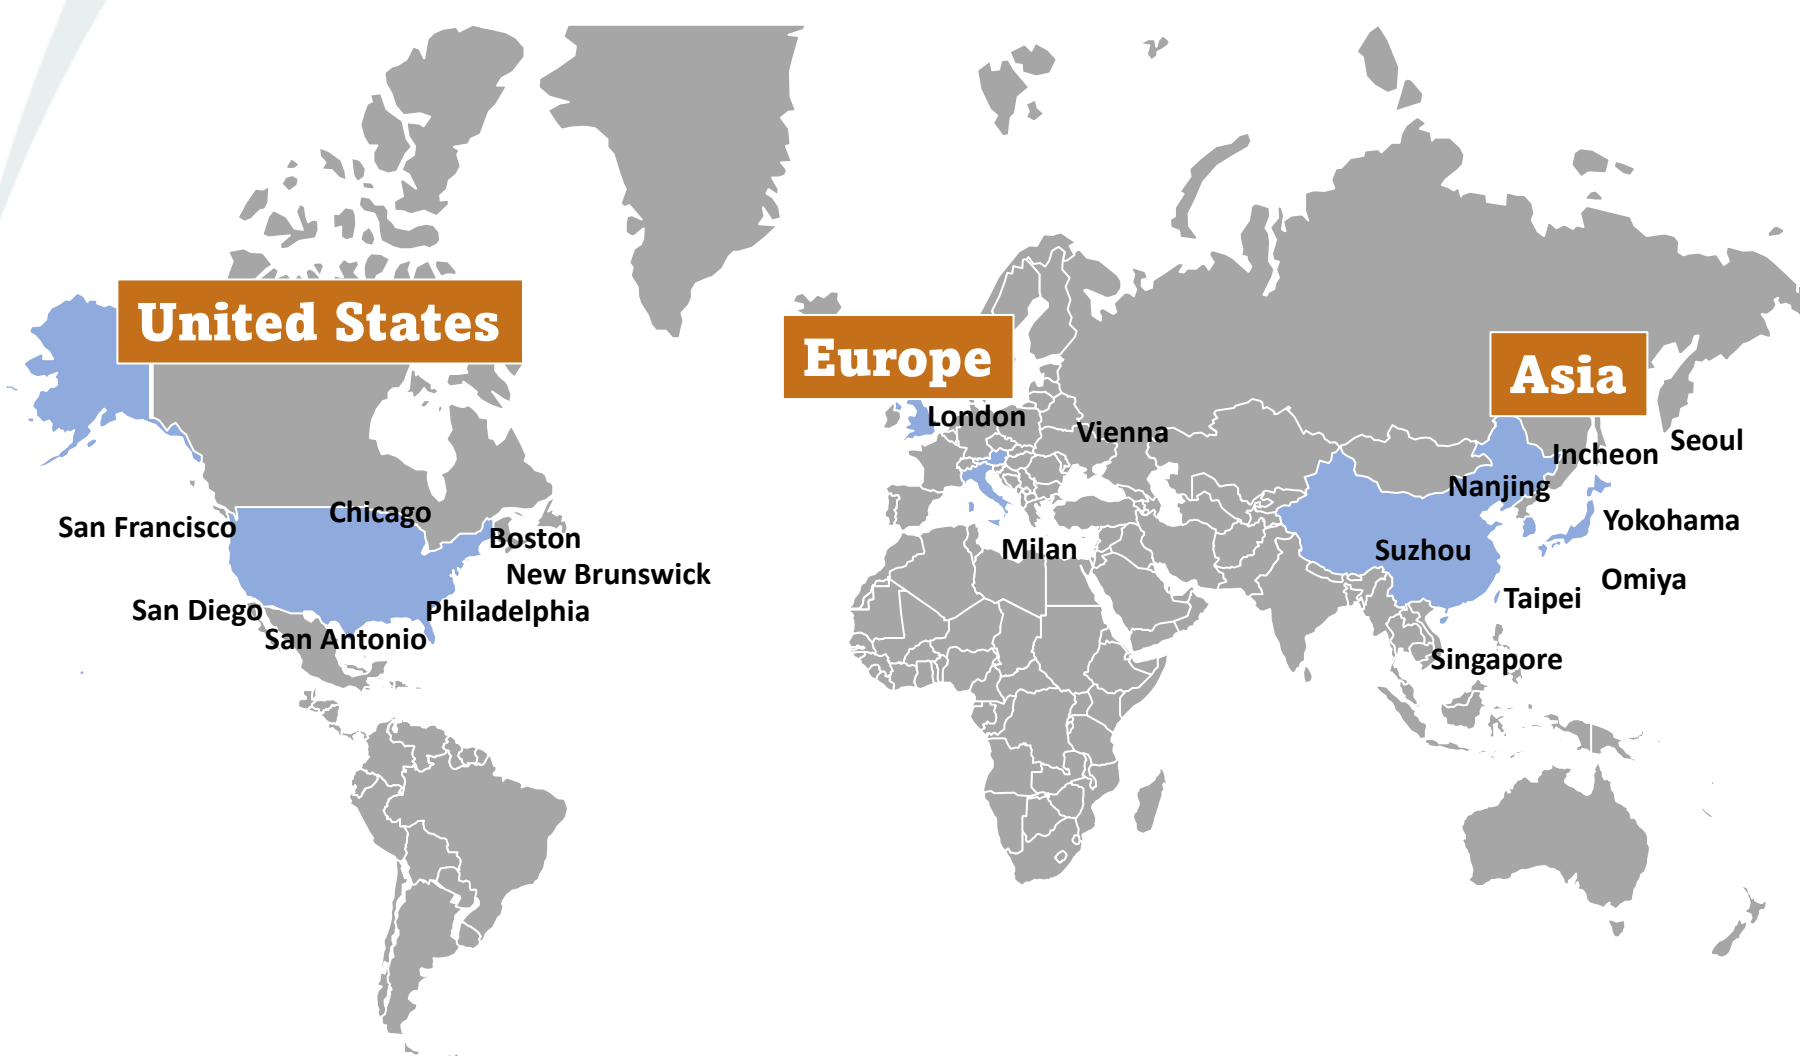 United States
Europe
Asia
London
Vienna
Seoul
Incheon
Nanjing
Chicago
San Francisco
Yokohama
Boston
Milan
Suzhou
New Brunswick
Omiya
Taipei
San Diego
Philadelphia
San Antonio
Singapore